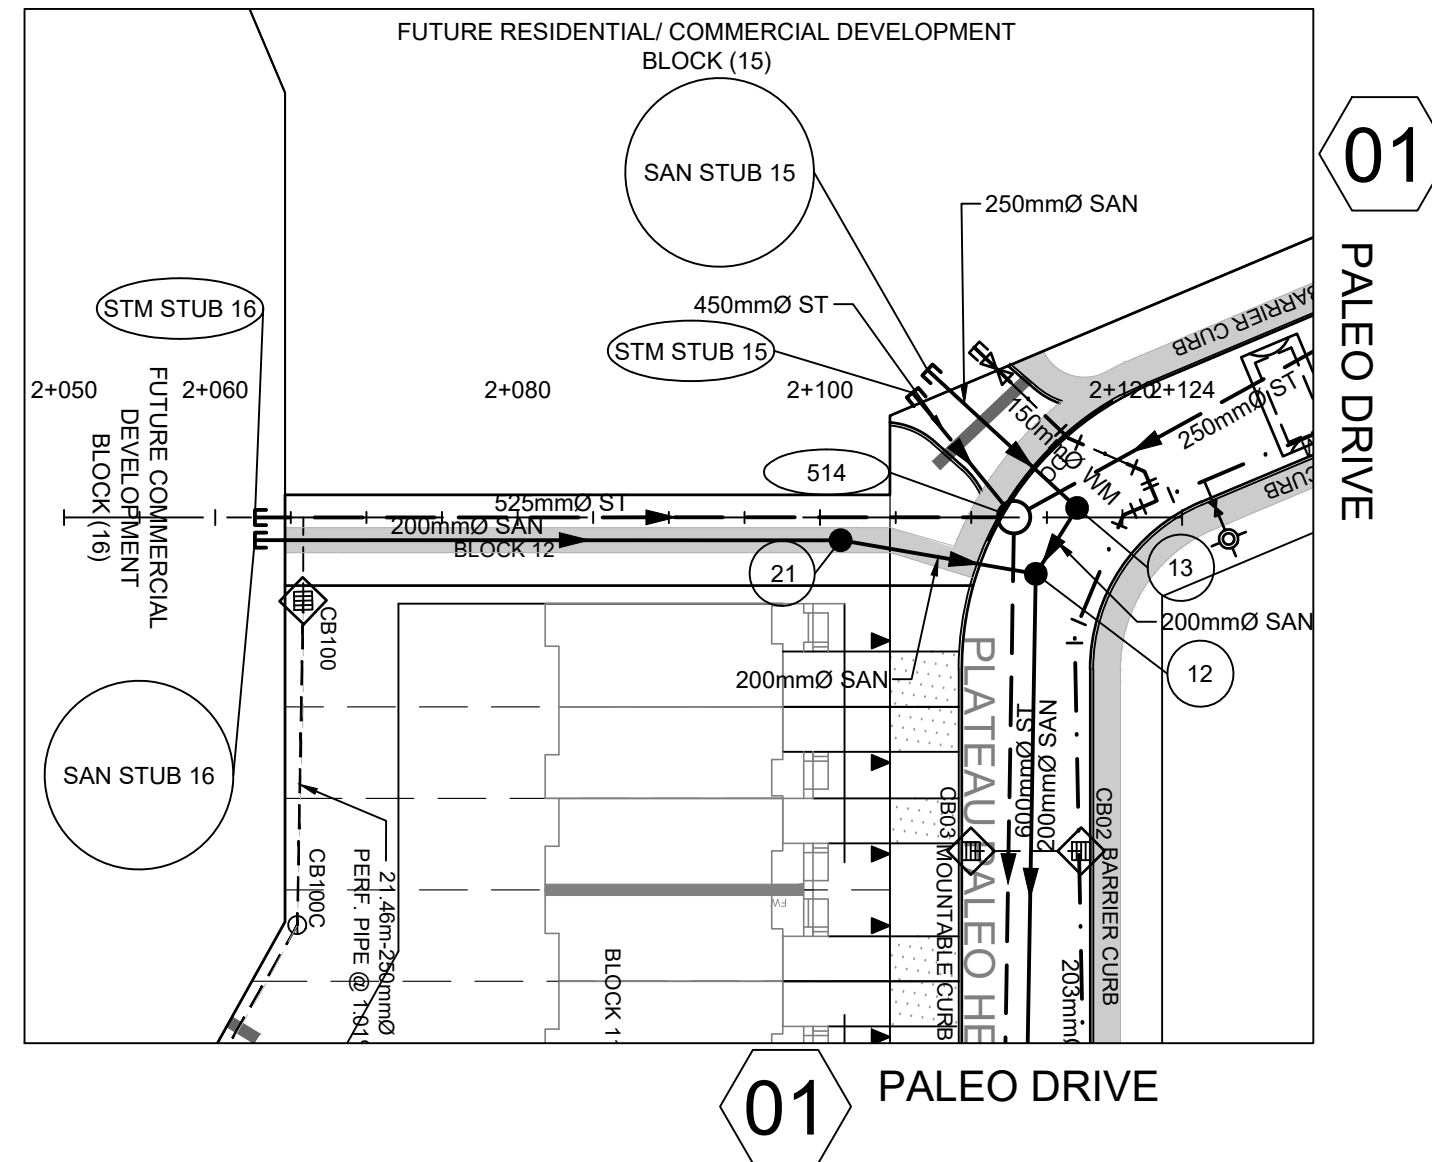 FUTURE RESIDENTIAL/ COMMERCIAL DEVELOPMENT
BLOCK (15)
01
SAN STUB 15
250mmØ SAN
PALEO DRIVE
STM STUB 16
450mmØ ST
STM STUB 15
BARRIER CURB
2+050
2+060
2+080
2+100
2+120
2+124
FUTURE COMMERCIAL
DEVELOPMENT
BLOCK (16)
150mmØ WM
250mmØ ST
514
CURB
525mmØ ST
200mmØ SAN
BLOCK 12
21
13
CB100
200mmØ SAN
12
200mmØ SAN
PLATEAU PALEO HE
600mmØ ST
200mmØ SAN
SAN STUB 16
CB03
MOUNTABLE CURB
CB02
BARRIER CURB
CB100C
21.46m-250mmØ
PERF. PIPE @ 1.01
FW
BLOCK 11
203mmØ
01
PALEO DRIVE